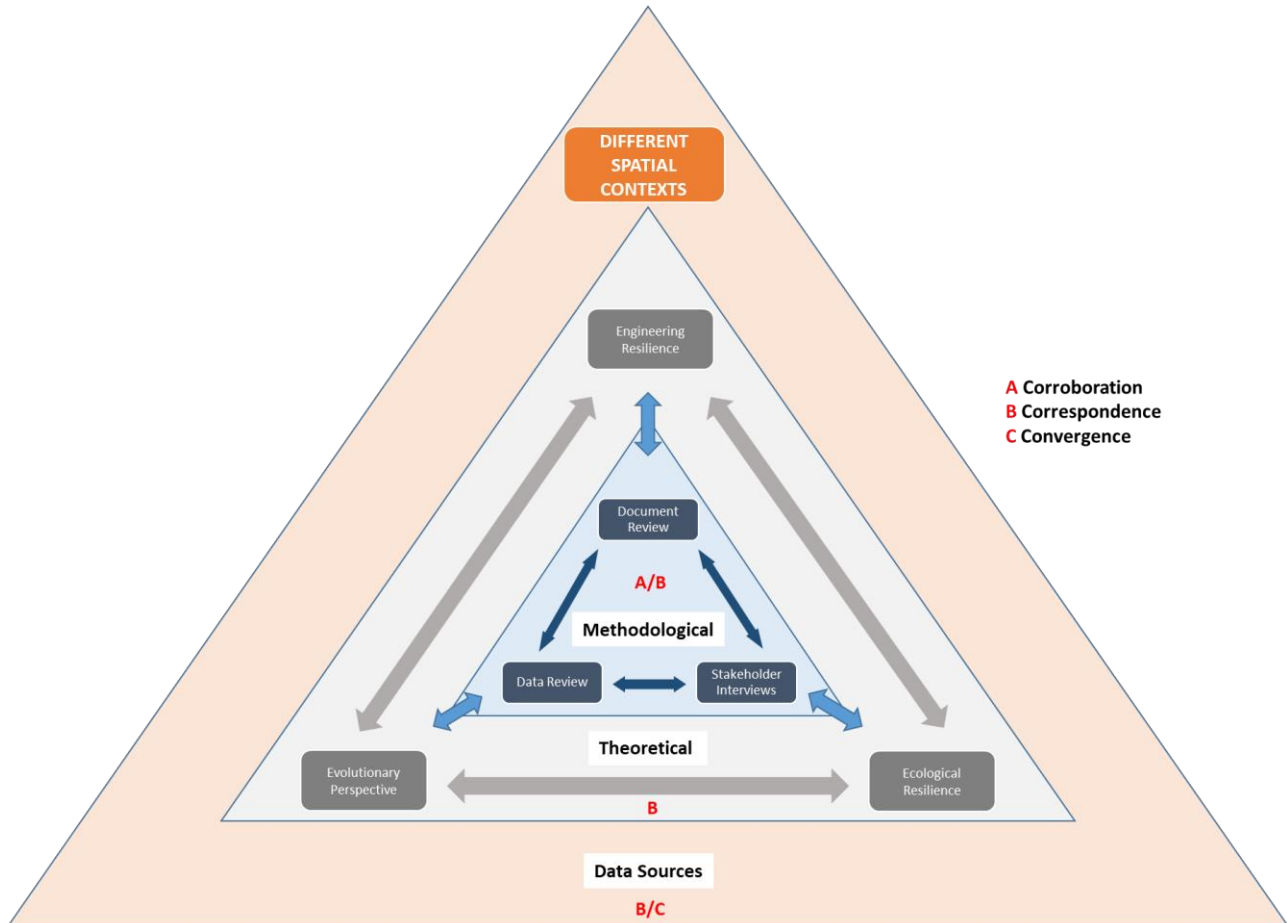 DIFFERENT
SPATIAL
CONTEXTS
Engineering
Resilience
A Corroboration
B Correspondence
C Convergence
Document
Review
A/B
Methodological
Data Review
Stakeholder
Interviews
Theoretical
Evolutionary
Perspective
Ecological
Resilience
B
Data Sources
B/C